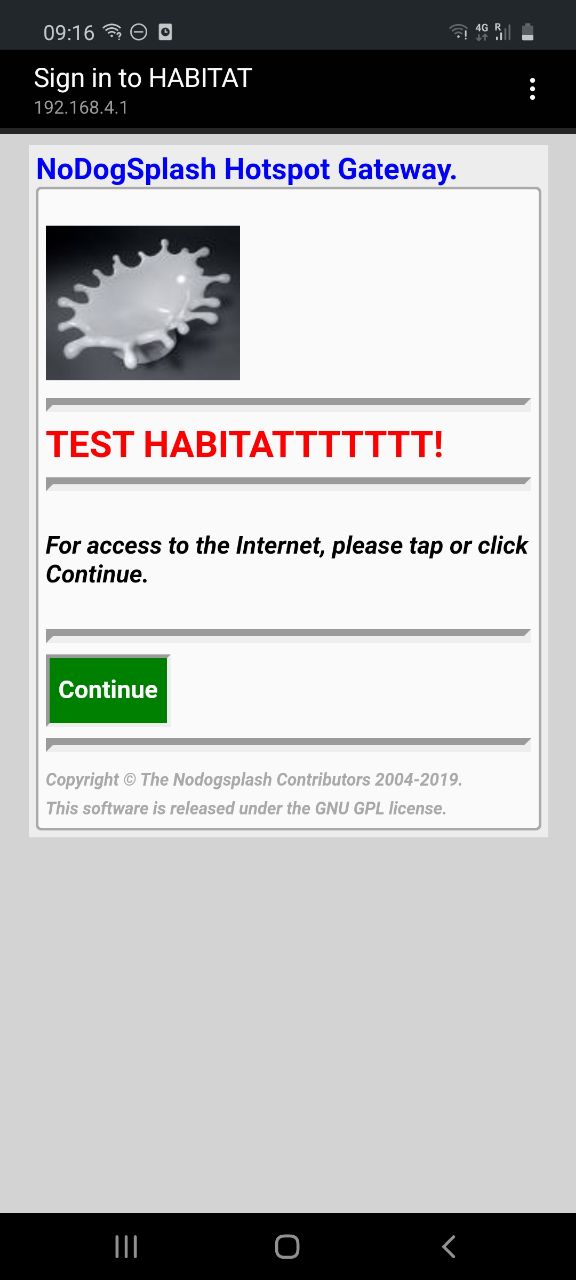 09:16
4G
R
Sign in to HABITAT
192.168.4.1
NoDogSplash Hotspot Gateway.
TEST HABITATTTTTTT!
For access to the Internet, please tap or click
Continue.
Continue
Copyright © The Nodogsplash Contributors 2004-2019.
This software is released under the GNU GPL license.